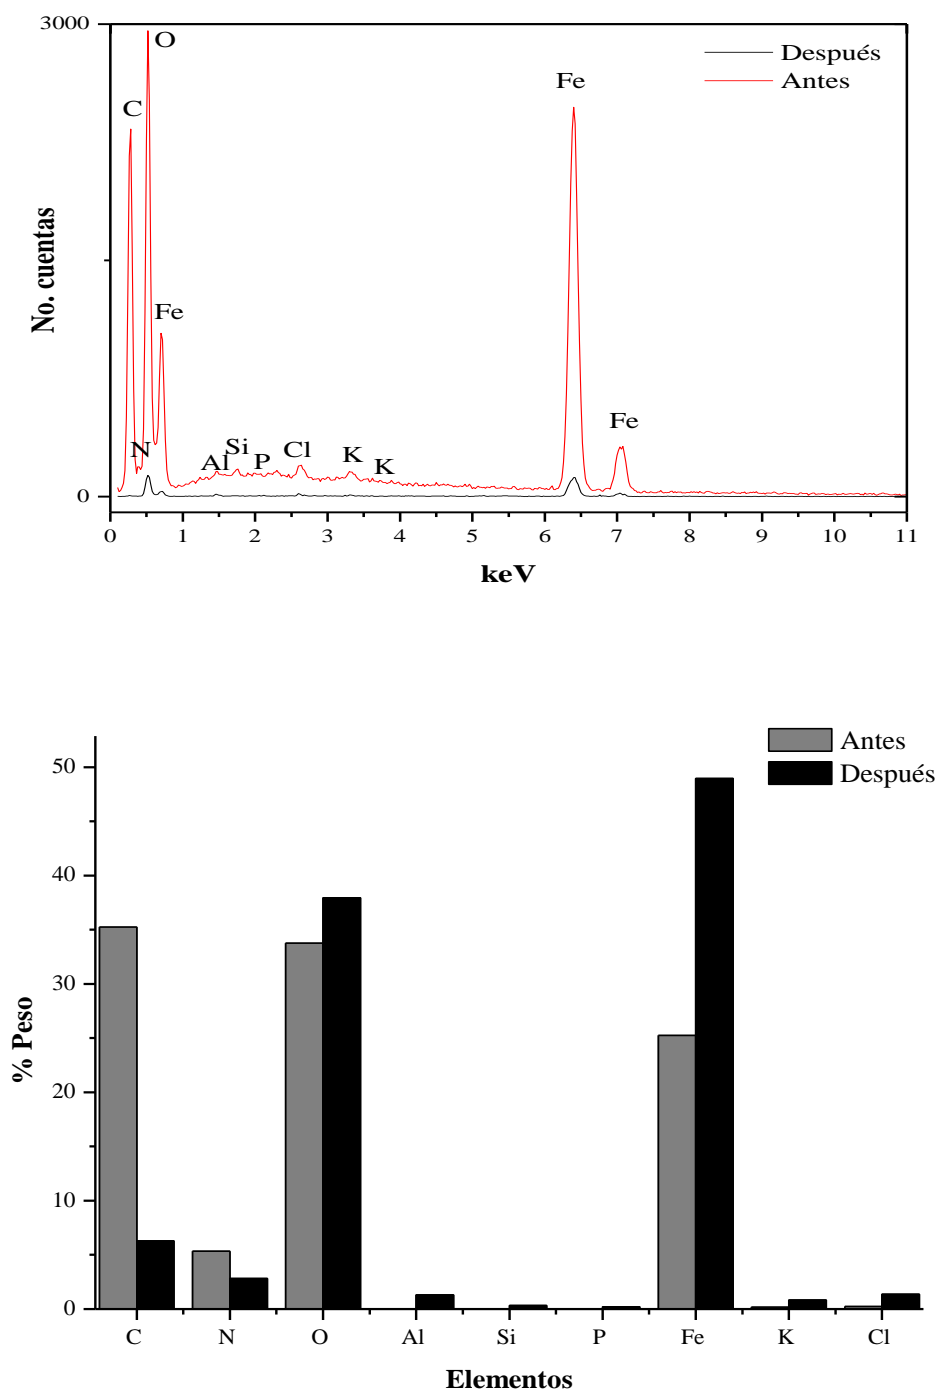 3000
O
Después
Antes
Fe
C
Fe
N
Al
Si
P
Cl
K
K
Fe
0
No. cuentas
0 1 2 3 4 5 6 7 8 9 10 11
keV
Antes
Después
50
40
30
20
10
0
% Peso
C N O Al Si P Fe K Cl
Elementos